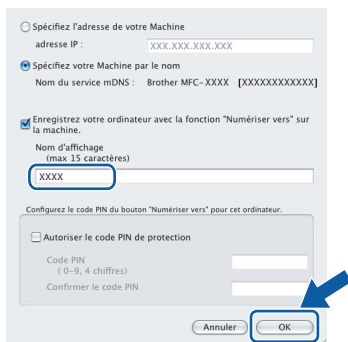 Spécifiez l'adresse de votre Machine
adresse IP :
XXX.XXX.XXX.XXX
Spécifiez votre Machine par le nom
Nom du service mDNS : Brother MFC-XXXX [XXXXXXXXXXXX]
Enregistrez votre ordinateur avec la fonction "Numériser vers" sur
la machine.
Nom d'affichage
(max 15 caractères)
XXXX
Configurez le code PIN du bouton "Numériser vers" pour cet ordinateur.
Autoriser le code PIN de protection
Code PIN
( 0-9, 4 chiffres)
Confirmer le code PIN
Annuler OK